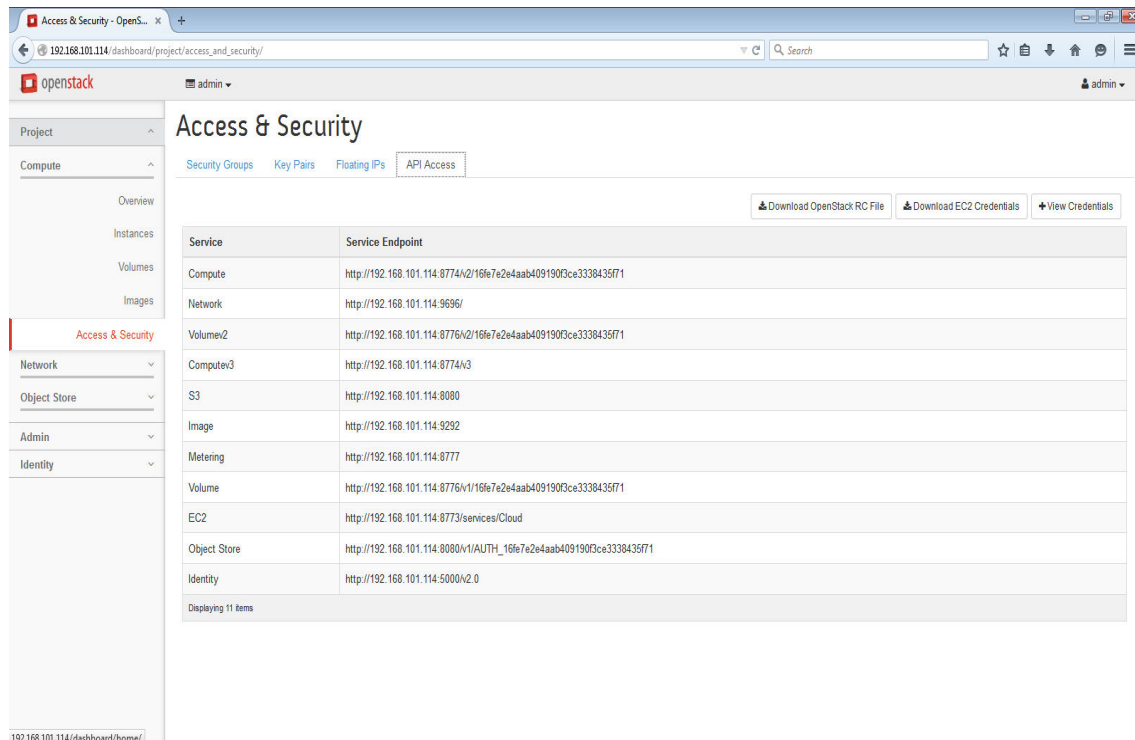 Access & Security - OpenS... × +
192.168.101.114/dashboard/project/access_and_security/ Search
openstack admin admin
Project
Access & Security
Compute
Security Groups Key Pairs Floating IPs API Access
Overview
Download OpenStack RC File Download EC2 Credentials +View Credentials
Instances
Volumes
Images
Access & Security
Network
Object Store
Admin
Identity
Service Service Endpoint
Compute http://192.168.101.114:8774/v2/16fe7e2e4aab409190f3ce3338435f71
Network http://192.168.101.114:9696/
Volumev2 http://192.168.101.114:8776/v2/16fe7e2e4aab409190f3ce3338435f71
Computev3 http://192.168.101.114:8774/v3
S3 http://192.168.101.114:8080
Image http://192.168.101.114:9292
Metering http://192.168.101.114:8777
Volume http://192.168.101.114:8776/v1/16fe7e2e4aab409190f3ce3338435f71
EC2 http://192.168.101.114:8773/services/Cloud
Object Store http://192.168.101.114:8080/v1/AUTH_16fe7e2e4aab409190f3ce3338435f71
Identity http://192.168.101.114:5000/v2.0
Displaying 11 items
192.168.101.114/dashboard/home/